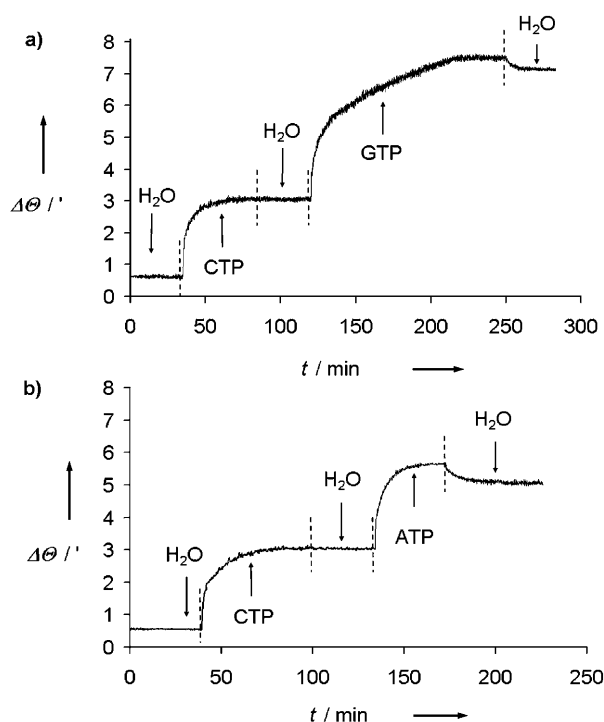 a)
8
7
6
5
4
3
2
1
0
ΔΘ / '
H₂O
CTP
H₂O
GTP
H₂O
0 50 100 150 200 250 300
t / min
b)
8
7
6
5
4
3
2
1
0
ΔΘ / '
H₂O
CTP
H₂O
ATP
H₂O
0 50 100 150 200 250
t / min